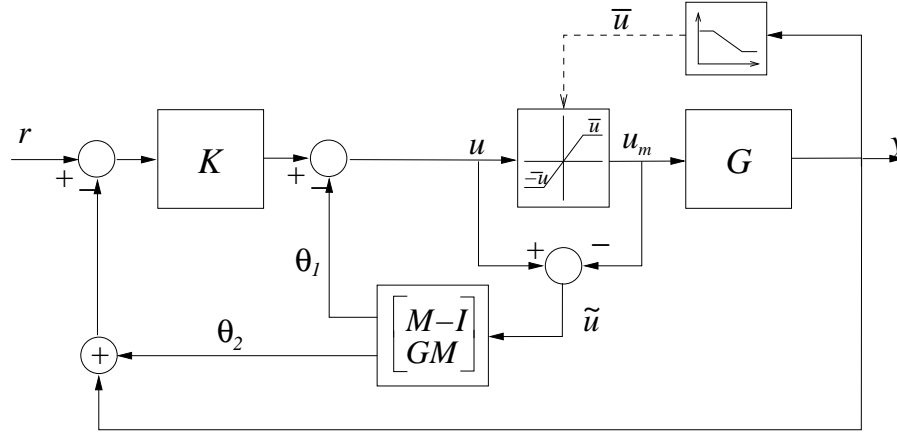 u̅
r
K
u
u̅
−u̅
u_m
G
y
+
−
+
−
+
−
θ_1
ũ
M−I
GM
θ_2
+